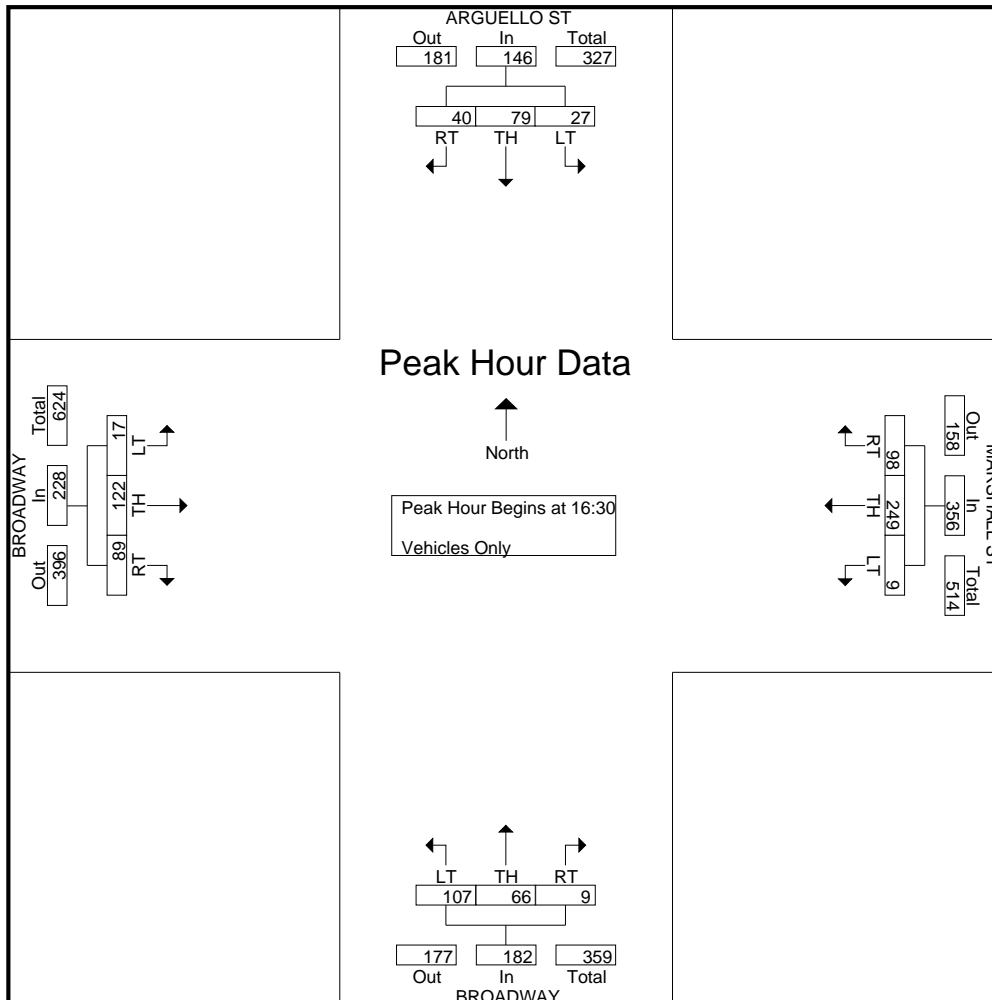 ARGUELLO ST
Out In Total
181 146 327
40 79 27
RT TH LT
Peak Hour Data
North
Peak Hour Begins at 16:30
Vehicles Only
BROADWAY
Total In Out
624 228 396
17 122 89
LT TH RT
MARSHALL ST
Out In Total
158 356 514
98 249 9
RT TH LT
LT TH RT
107 66 9
177 182 359
Out In Total
BROADWAY